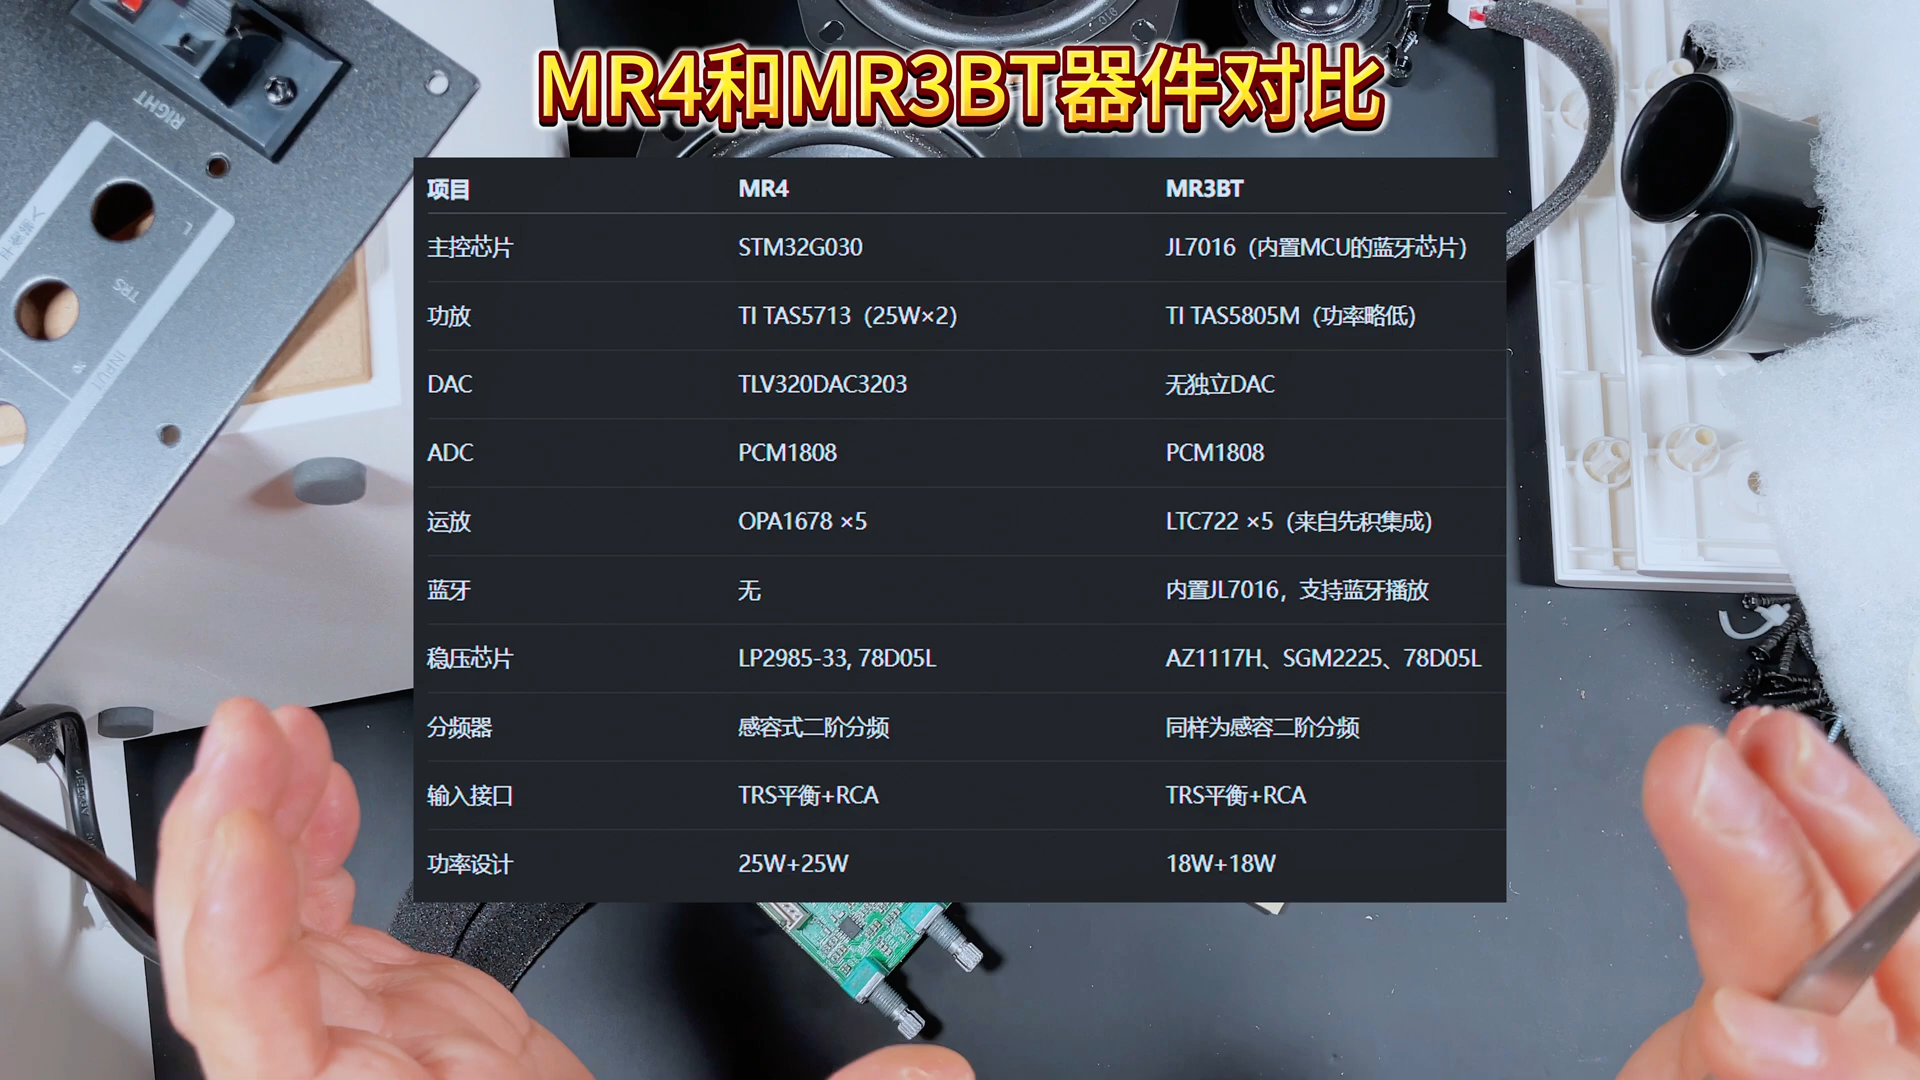 MR4和MR3BT器件对比
项目 MR4 MR3BT
主控芯片 STM32G030 JL7016（内置MCU的蓝牙芯片）
功放 TI TAS5713（25W×2） TI TAS5805M（功率略低）
DAC TLV320DAC3203 无独立DAC
ADC PCM1808 PCM1808
运放 OPA1678 ×5 LTC722 ×5（来自先积集成）
蓝牙 无 内置JL7016，支持蓝牙播放
稳压芯片 LP2985-33, 78D05L AZ1117H、SGM2225、78D05L
分频器 感容式二阶分频 同样为感容二阶分频
输入接口 TRS平衡+RCA TRS平衡+RCA
功率设计 25W+25W 18W+18W
RIGHT
L
TRS
INPUT